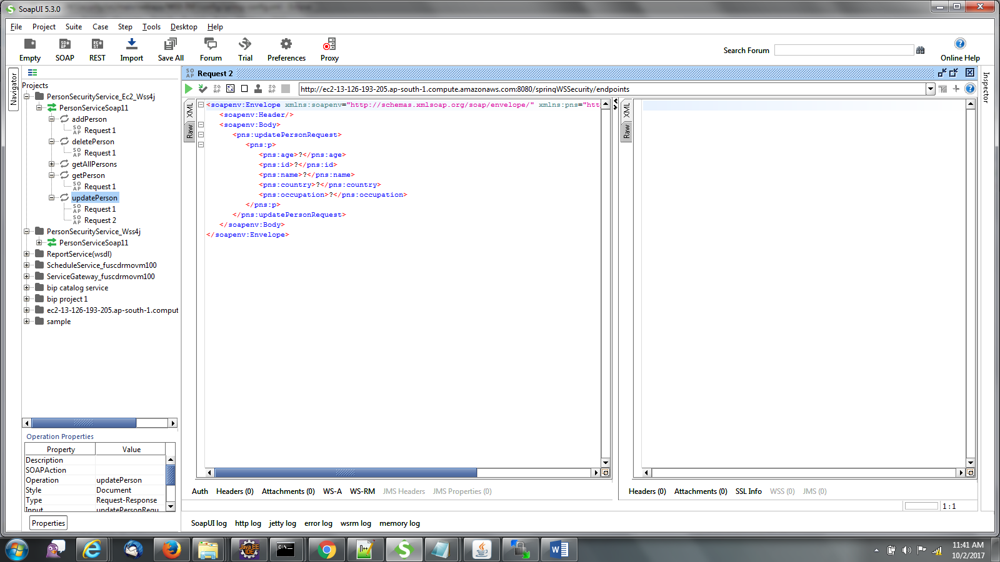 SoapUI 5.3.0
File Project Suite Case Step Tools Desktop Help
Empty SOAP REST Import Save All Forum Trial Preferences Proxy
Search Forum
Online Help
Navigator
Projects
PersonSecurityService_Ec2_Wss4j
PersonServiceSoap11
addPerson
Request 1
deletePerson
Request 1
getAllPersons
getPerson
Request 1
updatePerson
Request 1
Request 2
PersonSecurityService_Wss4j
PersonServiceSoap11
ReportService(wsdl)
ScheduleService_fuscdrmovm100
ServiceGateway_fuscdrmovm100
bip catalog service
bip project 1
ec2-13-126-193-205.ap-south-1.comput
sample
Operation Properties
Property Value
Description
SOAPAction
Operation updatePerson
Style Document
Type Request-Response
Input updatePersonRequ
Properties
Request 2
http://ec2-13-126-193-205.ap-south-1.compute.amazonaws.com:8080/springWSSecurity/endpoints
XML
Raw
<soapenv:Envelope xmlns:soapenv="http://schemas.xmlsoap.org/soap/envelope/" xmlns:pns="htt
<soapenv:Header/>
<soapenv:Body>
<pns:updatePersonRequest>
<pns:p>
<pns:age>?</pns:age>
<pns:id>?</pns:id>
<pns:name>?</pns:name>
<pns:country>?</pns:country>
<pns:occupation>?</pns:occupation>
</pns:p>
</pns:updatePersonRequest>
</soapenv:Body>
</soapenv:Envelope>
Auth Headers (0) Attachments (0) WS-A WS-RM JMS Headers JMS Properties (0)
XML
Raw
Headers (0) Attachments (0) SSL Info WSS (0) JMS (0)
Inspector
1 : 1
SoapUI log http log jetty log error log wsrm log memory log
Java EE
IDE
11:41 AM
10/2/2017